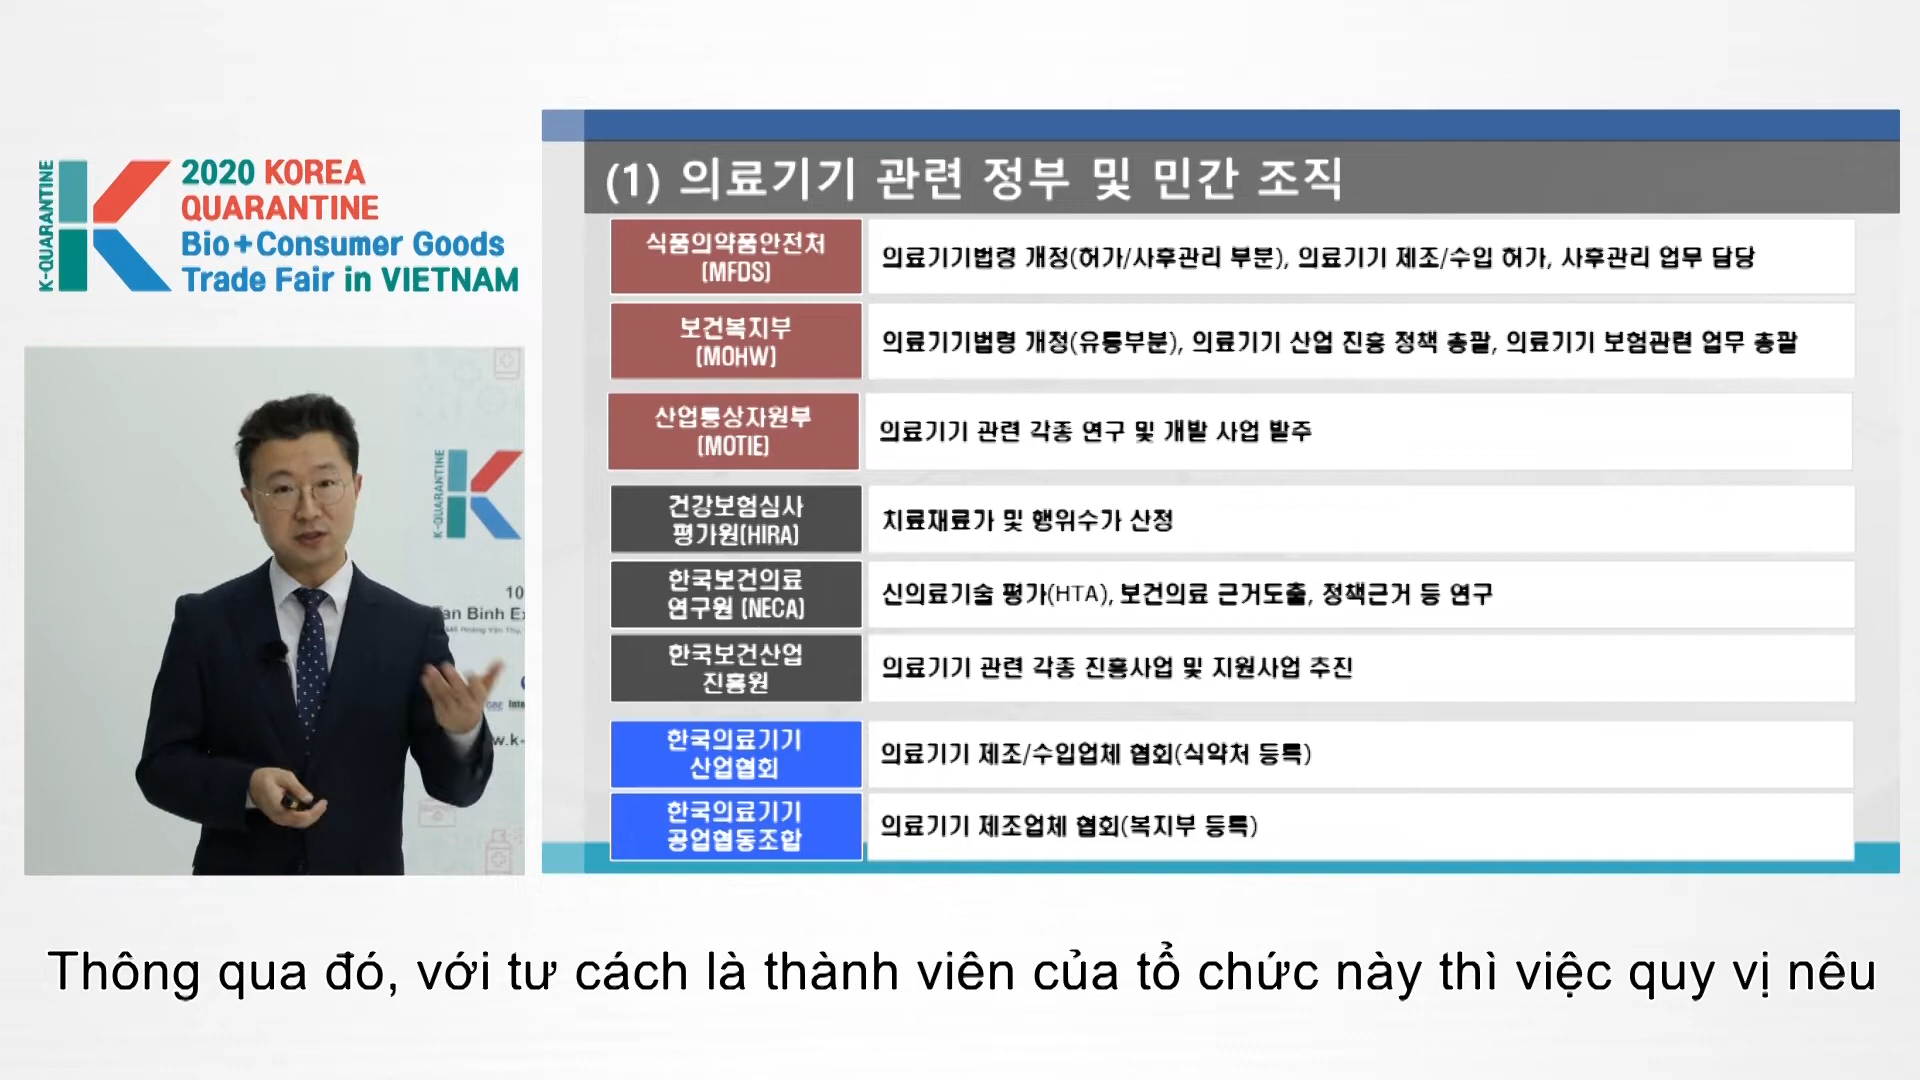 K-QUARANTINE
2020 KOREA
QUARANTINE
Bio+Consumer Goods
Trade Fair in VIETNAM
(1) 의료기기 관련 정부 및 민간 조직
식품의약품안전처
(MFDS)
의료기기법령 개정(허가/사후관리 부분), 의료기기 제조/수입 허가, 사후관리 업무 담당
보건복지부
(MOHW)
의료기기법령 개정(유통부분), 의료기기 산업 진흥 정책 총괄, 의료기기 보험관련 업무 총괄
산업통상자원부
(MOTIE)
의료기기 관련 각종 연구 및 개발 사업 발주
건강보험심사
평가원(HIRA)
치료재료가 및 행위수가 산정
한국보건의료
연구원 (NECA)
신의료기술 평가(HTA), 보건의료 근거도출, 정책근거 등 연구
한국보건산업
진흥원
의료기기 관련 각종 진흥사업 및 지원사업 추진
한국의료기기
산업협회
의료기기 제조/수입업체 협회(식약처 등록)
한국의료기기
공업협동조합
의료기기 제조업체 협회(복지부 등록)
K-QUARANTINE
10
Tan Binh Ex
Hoàng Văn Thụ,
w.k-
Thông qua đó, với tư cách là thành viên của tổ chức này thì việc quy vị nêu